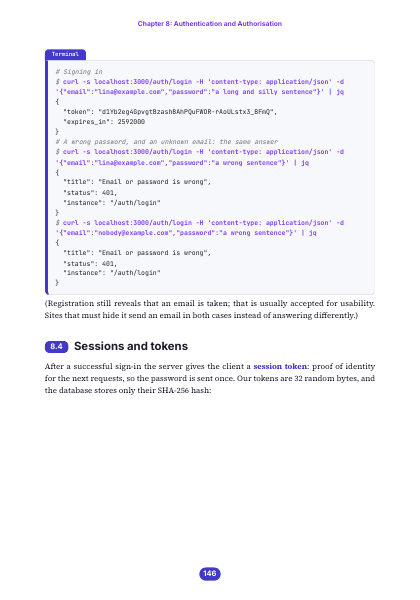 Chapter 8: Authentication and Authorisation
Terminal
# Signing in
$ curl -s localhost:3000/auth/login -H 'content-type: application/json' -d
'{"email":"lina@example.com","password":"a long and silly sentence"}' | jq
{
"token": "d1Yb2eg4GpvgtBzashBAhPQuFWOR-rAoULstx3_BFmQ",
"expires_in": 2592000
}
# A wrong password, and an unknown email: the same answer
$ curl -s localhost:3000/auth/login -H 'content-type: application/json' -d
'{"email":"lina@example.com","password":"a wrong sentence"}' | jq
{
"title": "Email or password is wrong",
"status": 401,
"instance": "/auth/login"
}
$ curl -s localhost:3000/auth/login -H 'content-type: application/json' -d
'{"email":"nobody@example.com","password":"a wrong sentence"}' | jq
{
"title": "Email or password is wrong",
"status": 401,
"instance": "/auth/login"
}
(Registration still reveals that an email is taken; that is usually accepted for usability.
Sites that must hide it send an email in both cases instead of answering differently.)
8.4 Sessions and tokens
After a successful sign-in the server gives the client a session token: proof of identity
for the next requests, so the password is sent once. Our tokens are 32 random bytes, and
the database stores only their SHA-256 hash:
146